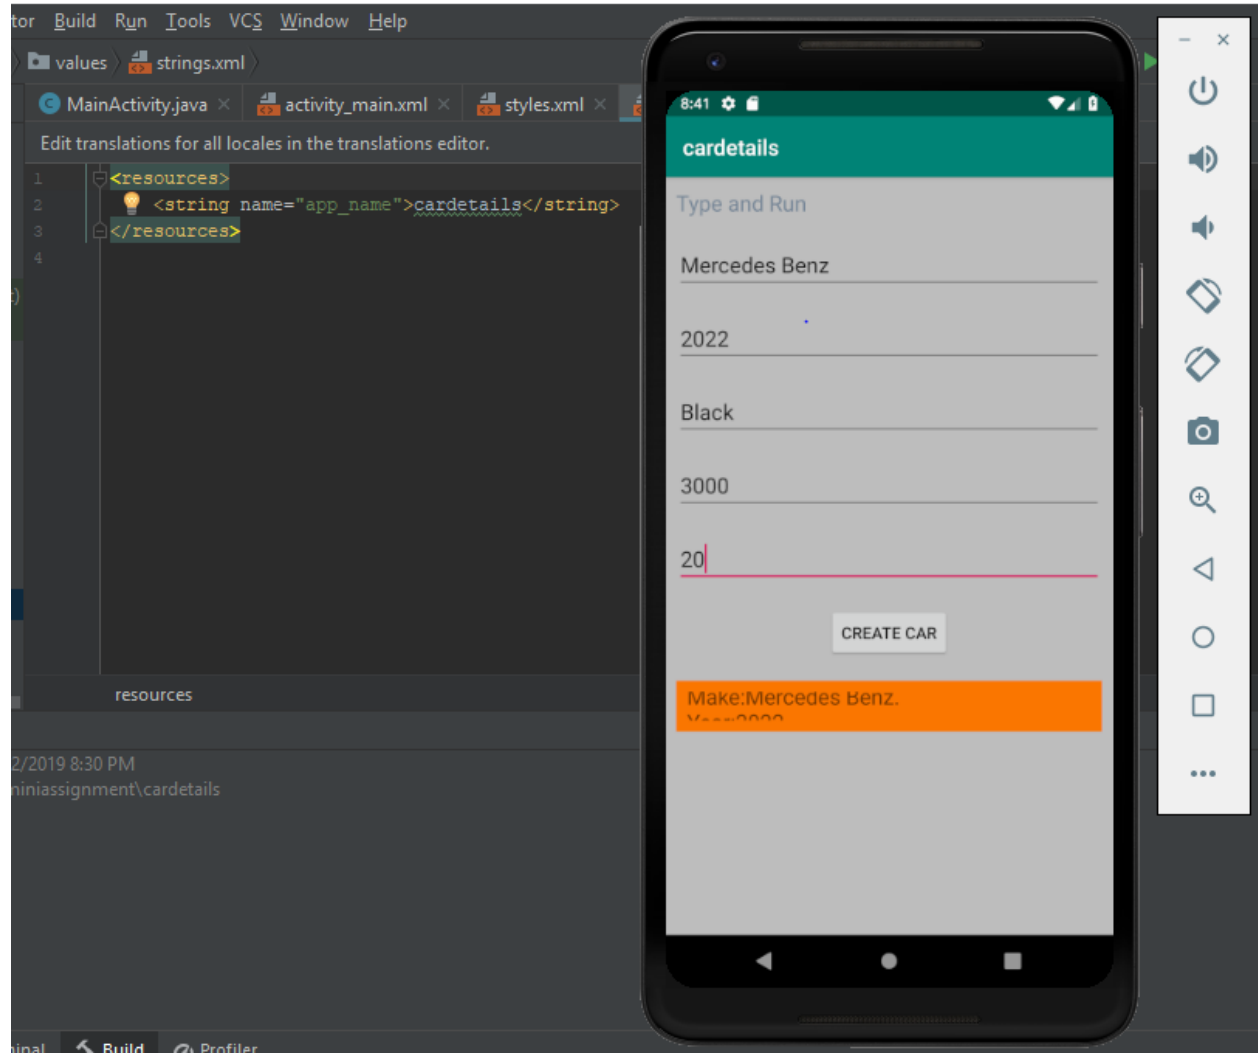 Build Run Tools VCS Window Help
values strings.xml
MainActivity.java activity_main.xml styles.xml
Edit translations for all locales in the translations editor.
1 <resources>
2 <string name="app_name">cardetails</string>
3 </resources>
4
resources
2/2019 8:30 PM
miniassignment\cardetails
Build Profiler
8:41
cardetails
Type and Run
Mercedes Benz
2022
Black
3000
20
CREATE CAR
Make:Mercedes Benz.
Year:2022